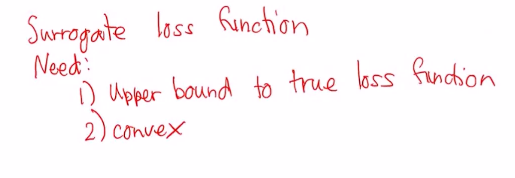 Surrogate loss function
Need:
1) Upper bound to true loss function
2) convex